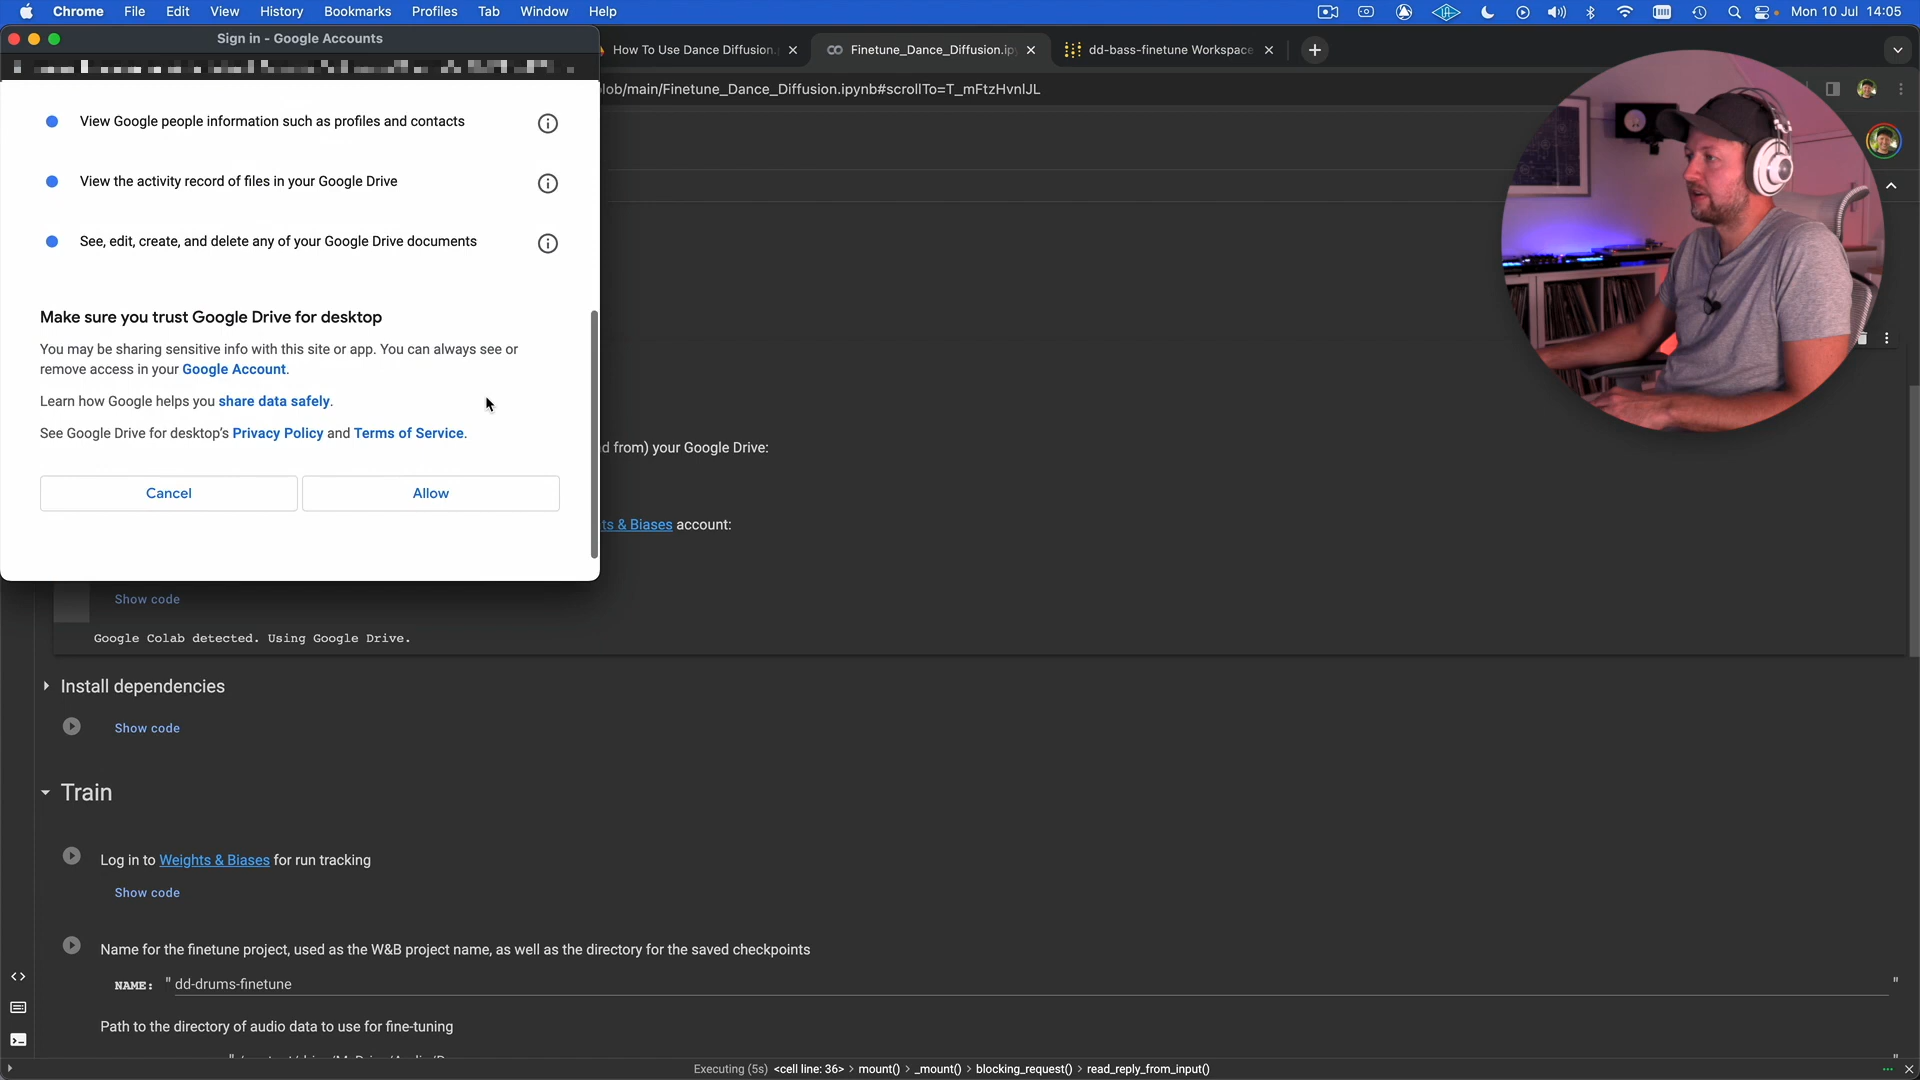 Chrome File Edit View History Bookmarks Profiles Tab Window Help Mon 10 Jul 14:05
Sign in - Google Accounts
How To Use Dance Diffusion. Finetune_Dance_Diffusion.ip dd-bass-finetune Workspace
lob/main/Finetune_Dance_Diffusion.ipynb#scrollTo=T_mFtzHvnIJL
View Google people information such as profiles and contacts
View the activity record of files in your Google Drive
See, edit, create, and delete any of your Google Drive documents
Make sure you trust Google Drive for desktop
You may be sharing sensitive info with this site or app. You can always see or
remove access in your Google Account.
Learn how Google helps you share data safely.
See Google Drive for desktop's Privacy Policy and Terms of Service.
d from) your Google Drive:
Cancel Allow
ts & Biases account:
Show code
Google Colab detected. Using Google Drive.
Install dependencies
Show code
Train
Log in to Weights & Biases for run tracking
Show code
Name for the finetune project, used as the W&B project name, as well as the directory for the saved checkpoints
NAME: " dd-drums-finetune "
Path to the directory of audio data to use for fine-tuning
Executing (5s) <cell line: 36> > mount() > _mount() > blocking_request() > read_reply_from_input()